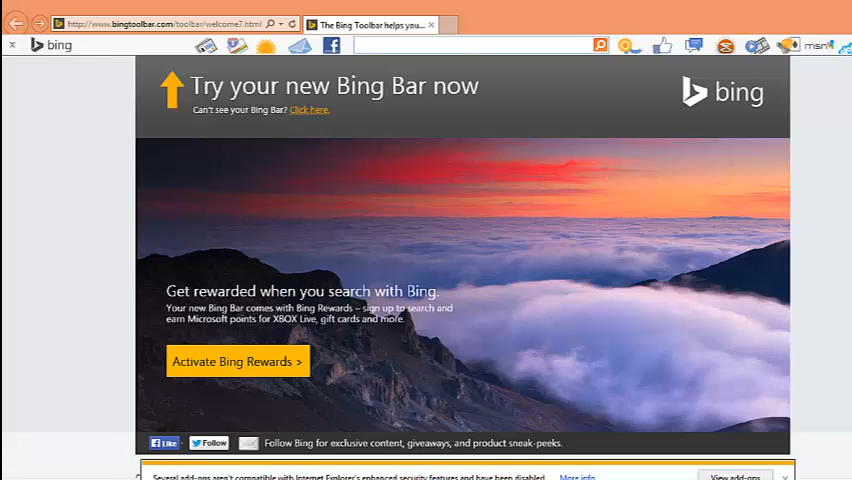 http://www.bingtoolbar.com/toolbar/welcome7.html
The Bing Toolbar helps you...
bing
msn
Try your new Bing Bar now
Can't see your Bing Bar? Click here.
bing
Get rewarded when you search with Bing.
Your new Bing Bar comes with Bing Rewards – sign up to search and
earn Microsoft points for XBOX Live, gift cards and more.
Activate Bing Rewards >
Like
Follow
Follow Bing for exclusive content, giveaways, and product sneak-peeks.
Several add-ons aren't compatible with Internet Explorer's enhanced security features and have been disabled.
More info
View add-ons